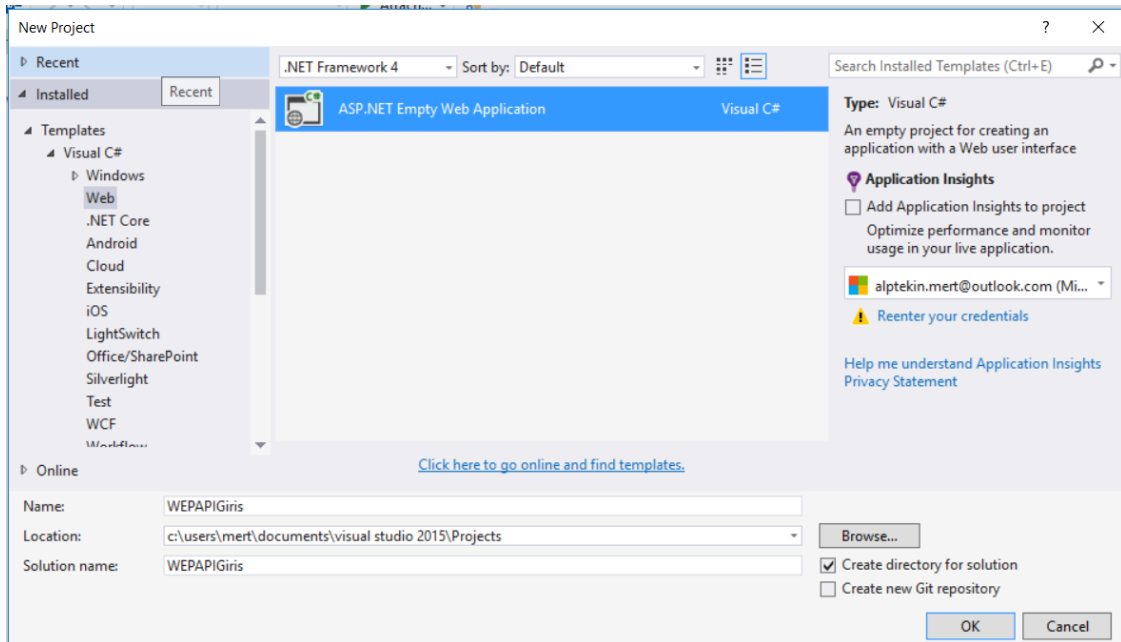 Attach...
New Project
?
Recent
Installed
Recent
Templates
Visual C#
Windows
Web
.NET Core
Android
Cloud
Extensibility
iOS
LightSwitch
Office/SharePoint
Silverlight
Test
WCF
Workflow
Online
.NET Framework 4
Sort by: Default
Search Installed Templates (Ctrl+E)
ASP.NET Empty Web Application Visual C#
Click here to go online and find templates.
Type: Visual C#
An empty project for creating an
application with a Web user interface
Application Insights
Add Application Insights to project
Optimize performance and monitor
usage in your live application.
alptekin.mert@outlook.com (Mi...
Reenter your credentials
Help me understand Application Insights
Privacy Statement
Name: WEPAPIGiris
Location: c:\users\mert\documents\visual studio 2015\Projects
Browse...
Solution name: WEPAPIGiris
Create directory for solution
Create new Git repository
OK
Cancel